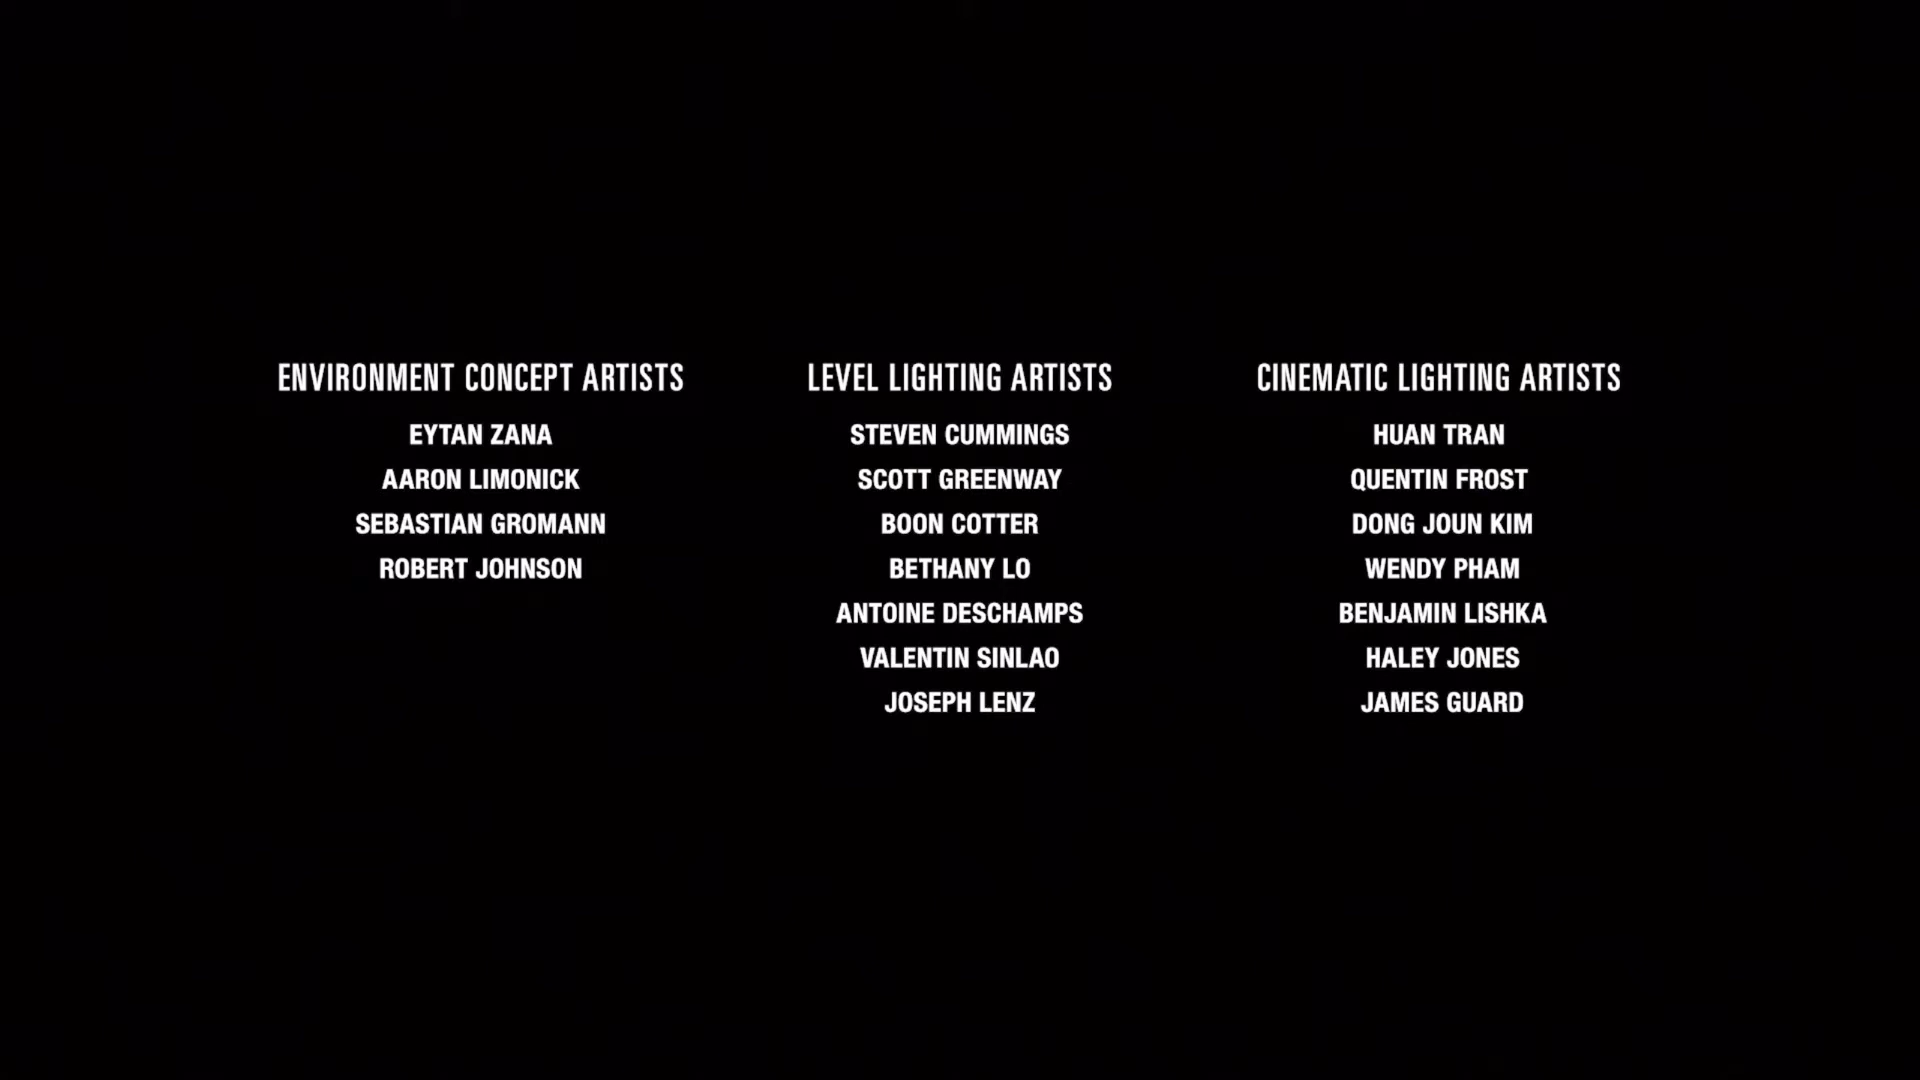 ENVIRONMENT CONCEPT ARTISTS
EYTAN ZANA
AARON LIMONICK
SEBASTIAN GROMANN
ROBERT JOHNSON
LEVEL LIGHTING ARTISTS
STEVEN CUMMINGS
SCOTT GREENWAY
BOON COTTER
BETHANY LO
ANTOINE DESCHAMPS
VALENTIN SINLAO
JOSEPH LENZ
CINEMATIC LIGHTING ARTISTS
HUAN TRAN
QUENTIN FROST
DONG JOUN KIM
WENDY PHAM
BENJAMIN LISHKA
HALEY JONES
JAMES GUARD